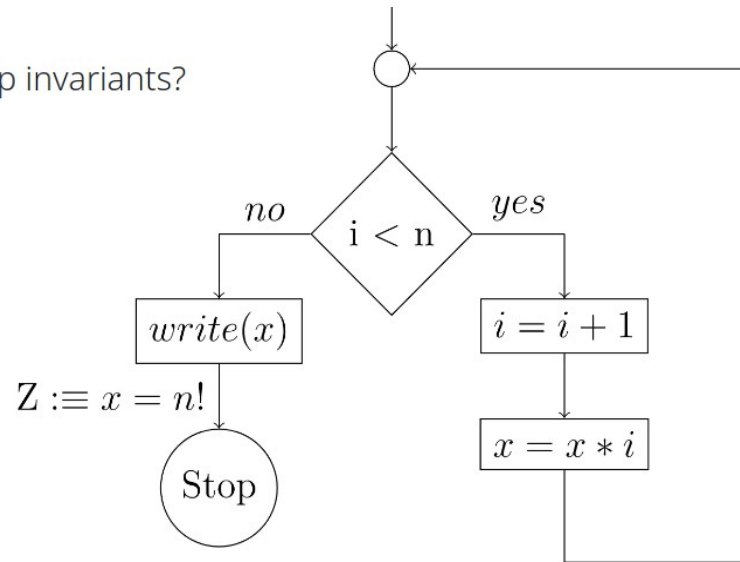 p invariants?
no
yes
i < n
write(x)
i = i + 1
Z :≡ x = n!
x = x * i
Stop